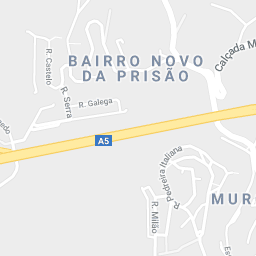 BAIRRO NOVO
DA PRISÃO
Calçada M
R. Castelo
R. Serra
R. Galega
A5
R. Pedreira Italiana
R. Milão
MUR